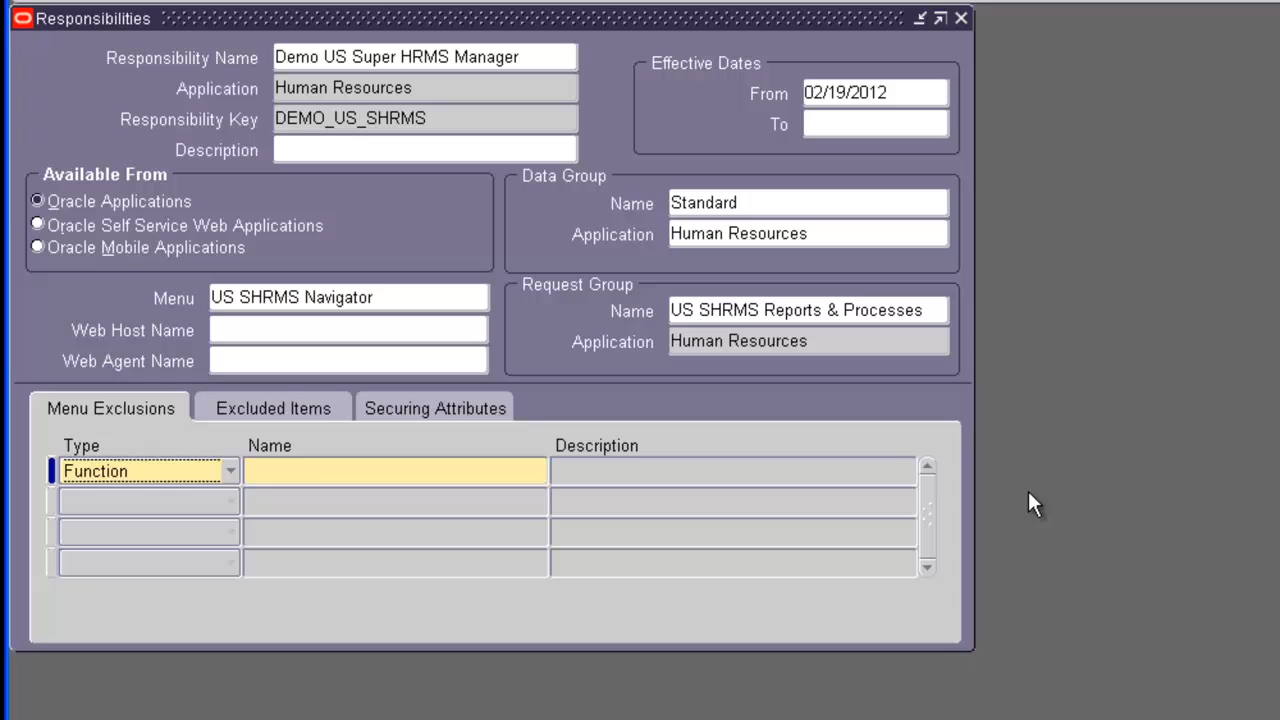 Responsibilities
Responsibility Name Demo US Super HRMS Manager
Application Human Resources
Responsibility Key DEMO_US_SHRMS
Description
Effective Dates
From 02/19/2012
To
Available From
Oracle Applications
Oracle Self Service Web Applications
Oracle Mobile Applications
Data Group
Name Standard
Application Human Resources
Menu US SHRMS Navigator
Web Host Name
Web Agent Name
Request Group
Name US SHRMS Reports & Processes
Application Human Resources
Menu Exclusions Excluded Items Securing Attributes
Type Name Description
Function